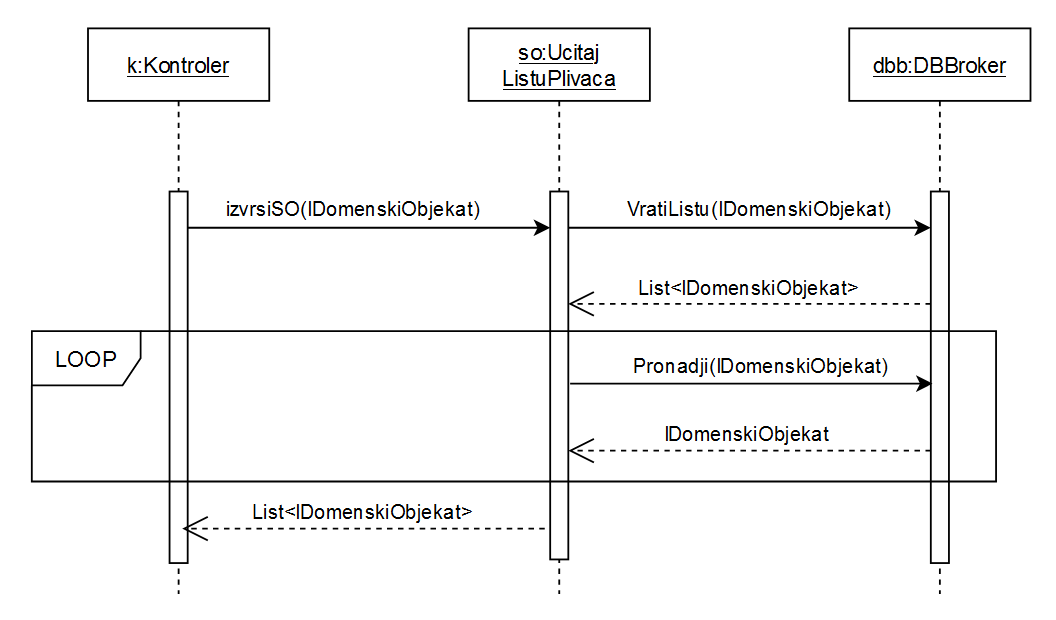 k:Kontroler
so:Ucitaj
ListuPlivaca
dbb:DBBroker
izvrsiSO(IDomenskiObjekat)
VratiListu(IDomenskiObjekat)
List<IDomenskiObjekat>
LOOP
Pronadji(IDomenskiObjekat)
IDomenskiObjekat
List<IDomenskiObjekat>